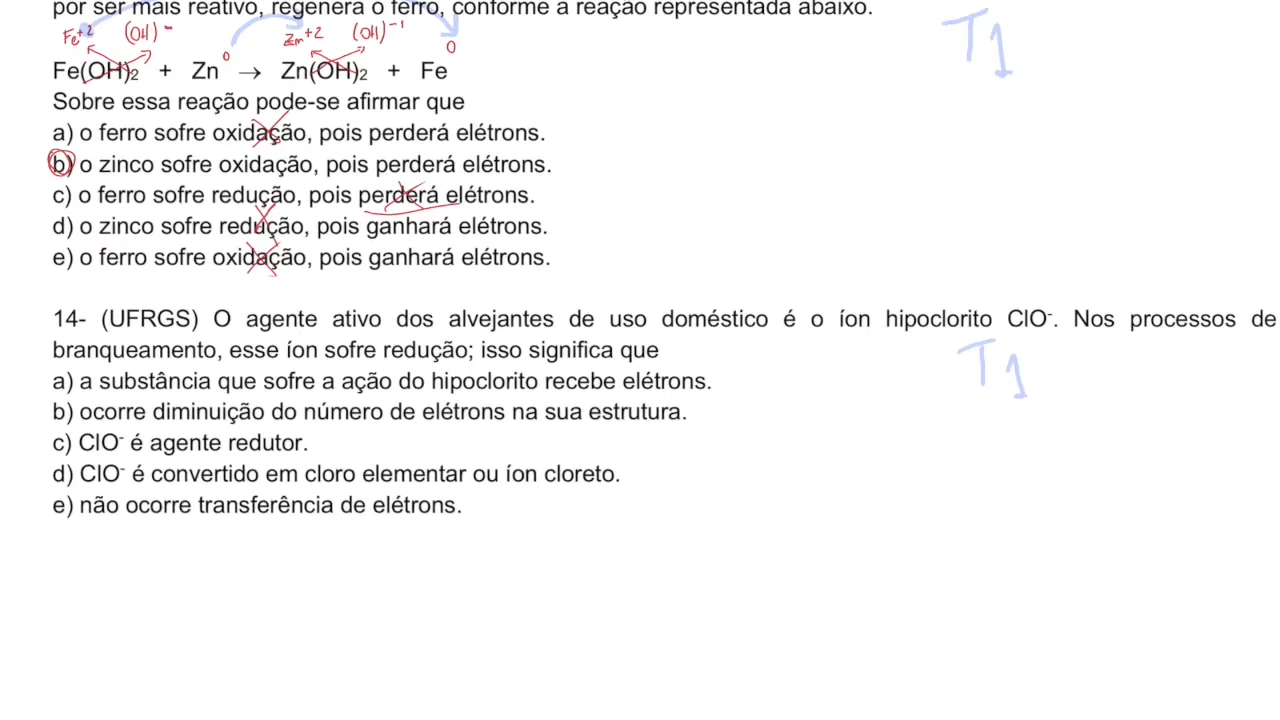 por ser mais reativo, regenera o ferro, conforme a reação representada abaixo.
T1
Fe+2 (OH)- Zn+2 (OH)-1
0 0
Fe(OH)2 + Zn → Zn(OH)2 + Fe
Sobre essa reação pode-se afirmar que
a) o ferro sofre oxidação, pois perderá elétrons.
b) o zinco sofre oxidação, pois perderá elétrons.
c) o ferro sofre redução, pois perderá elétrons.
d) o zinco sofre redução, pois ganhará elétrons.
e) o ferro sofre oxidação, pois ganhará elétrons.
14- (UFRGS) O agente ativo dos alvejantes de uso doméstico é o íon hipoclorito ClO-. Nos processos de
branqueamento, esse íon sofre redução; isso significa que
T1
a) a substância que sofre a ação do hipoclorito recebe elétrons.
b) ocorre diminuição do número de elétrons na sua estrutura.
c) ClO- é agente redutor.
d) ClO- é convertido em cloro elementar ou íon cloreto.
e) não ocorre transferência de elétrons.